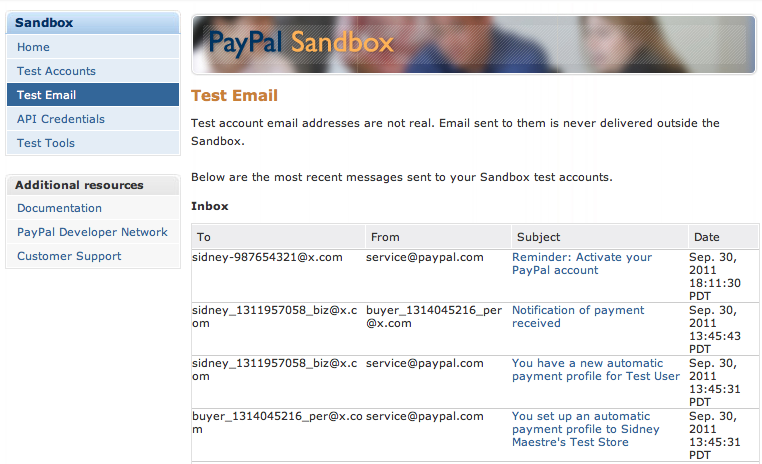 Sandbox
Home
Test Accounts
Test Email
API Credentials
Test Tools
Additional resources
Documentation
PayPal Developer Network
Customer Support
PayPal Sandbox
Test Email
Test account email addresses are not real. Email sent to them is never delivered outside the
Sandbox.
Below are the most recent messages sent to your Sandbox test accounts.
Inbox
To From Subject Date
sidney-987654321@x.com service@paypal.com Reminder: Activate your Sep. 30,
PayPal account 2011
18:11:30
PDT
sidney_1311957058_biz@x.c buyer_1314045216_per Notification of payment Sep. 30,
om @x.com received 2011
13:45:43
PDT
sidney_1311957058_biz@x.c service@paypal.com You have a new automatic Sep. 30,
om payment profile for Test User 2011
13:45:31
PDT
buyer_1314045216_per@x.co service@paypal.com You set up an automatic Sep. 30,
m payment profile to Sidney 2011
Maestre's Test Store 13:45:31
PDT